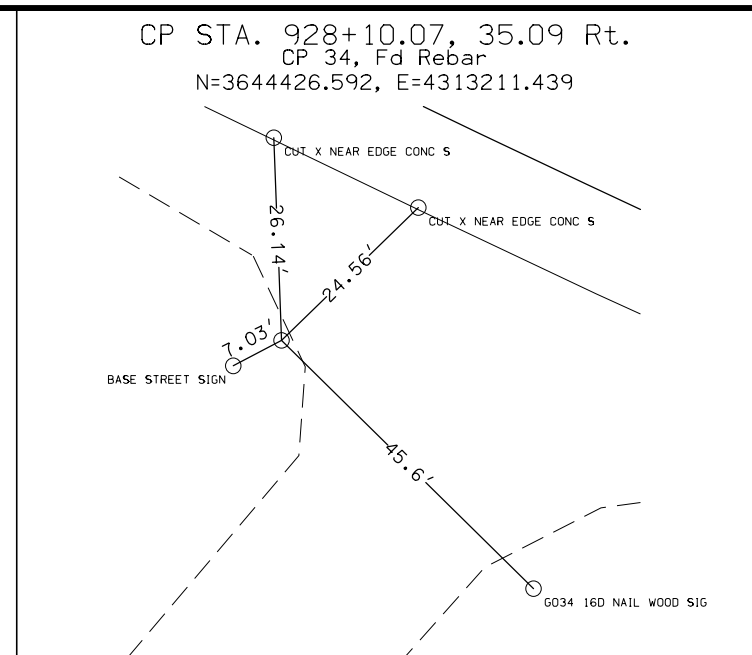 CP STA. 928+10.07, 35.09 Rt.
CP 34, Fd Rebar
N=3644426.592, E=4313211.439
CUT X NEAR EDGE CONC S
CUT X NEAR EDGE CONC S
26.14'
24.56'
7.03'
BASE STREET SIGN
45.6'
G034 16D NAIL WOOD SIG